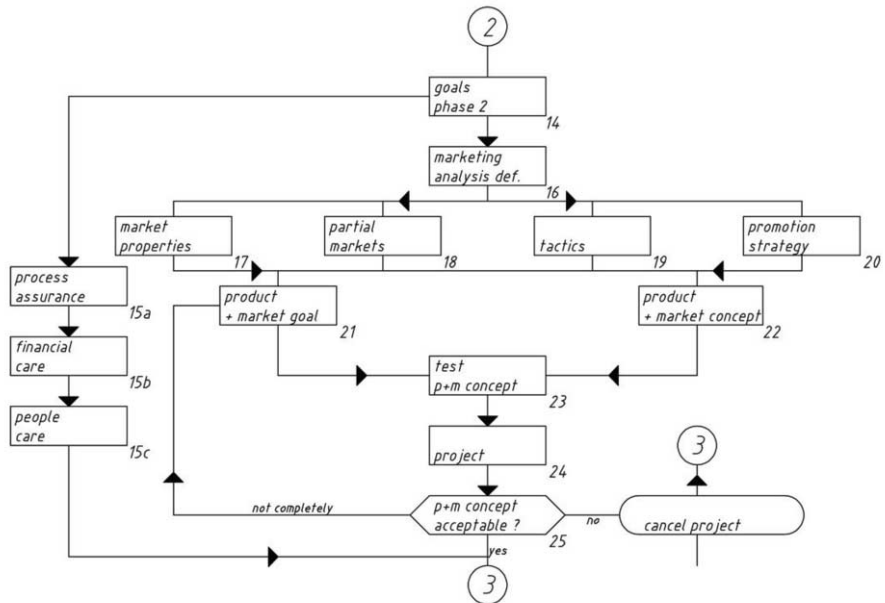 2
goals
phase 2
14
marketing
analysis def.
16
market
properties
17
partial
markets
18
tactics
19
promotion
strategy
20
process
assurance
15a
product
+ market goal
21
product
+ market concept
22
financial
care
15b
test
p+m concept
23
people
care
15c
project
24
3
not completely
p+m concept
acceptable ?
25
no
cancel project
yes
3